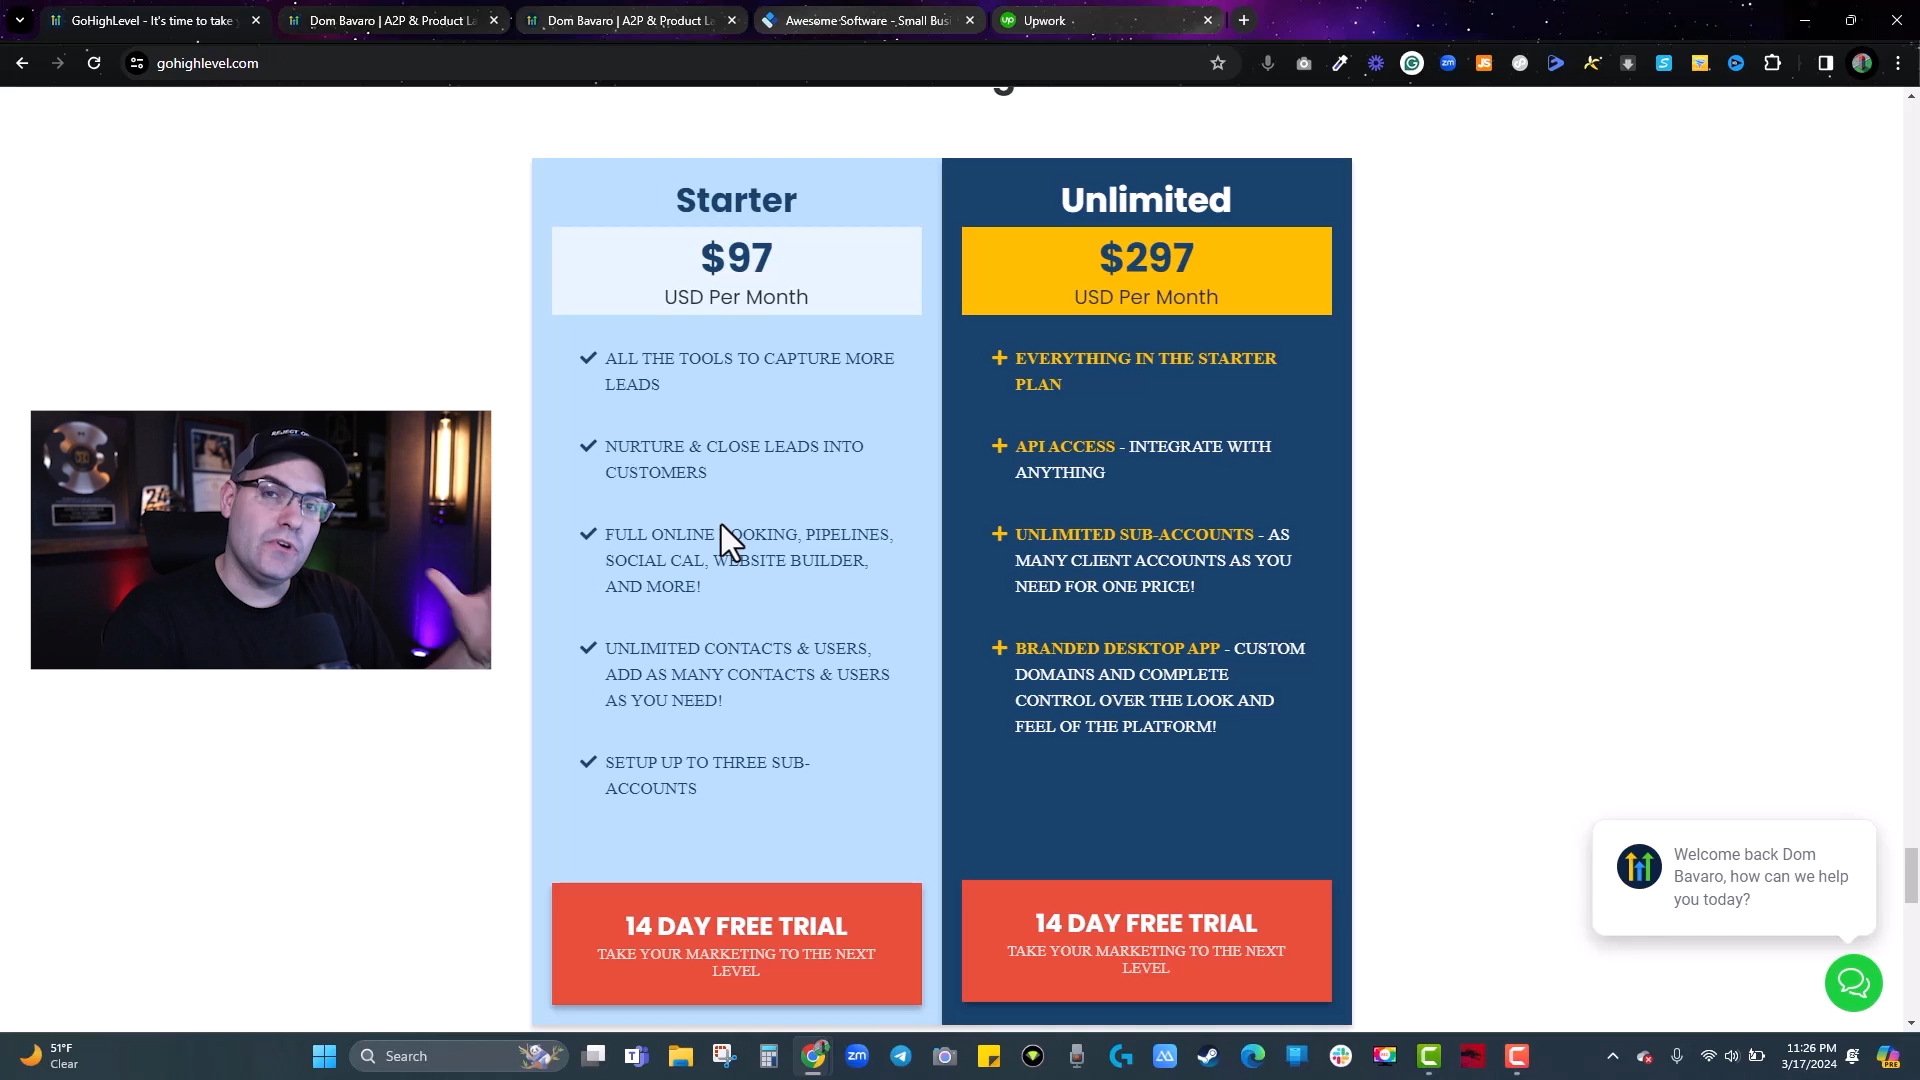 GoHighLevel - It's time to take
Dom Bavaro | A2P & Product La
Dom Bavaro | A2P & Product La
Awesome Software - Small Busi
Upwork
gohighlevel.com
Starter
$97
USD Per Month
ALL THE TOOLS TO CAPTURE MORE
LEADS
NURTURE & CLOSE LEADS INTO
CUSTOMERS
FULL ONLINE BOOKING, PIPELINES,
SOCIAL CAL, WEBSITE BUILDER,
AND MORE!
UNLIMITED CONTACTS & USERS,
ADD AS MANY CONTACTS & USERS
AS YOU NEED!
SETUP UP TO THREE SUB-
ACCOUNTS
14 DAY FREE TRIAL
TAKE YOUR MARKETING TO THE NEXT
LEVEL
Unlimited
$297
USD Per Month
EVERYTHING IN THE STARTER
PLAN
API ACCESS - INTEGRATE WITH
ANYTHING
UNLIMITED SUB-ACCOUNTS - AS
MANY CLIENT ACCOUNTS AS YOU
NEED FOR ONE PRICE!
BRANDED DESKTOP APP - CUSTOM
DOMAINS AND COMPLETE
CONTROL OVER THE LOOK AND
FEEL OF THE PLATFORM!
14 DAY FREE TRIAL
TAKE YOUR MARKETING TO THE NEXT
LEVEL
Welcome back Dom
Bavaro, how can we help
you today?
51°F
Clear
Search
11:26 PM
3/17/2024